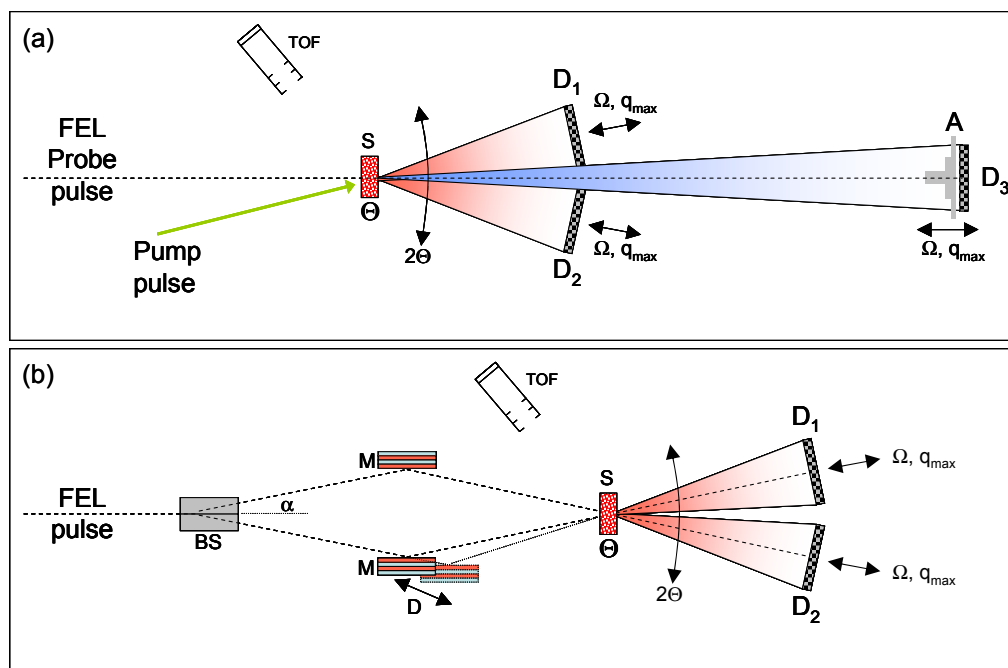 (a)
TOF
D1
Ω, qmax
A
FEL
Probe
pulse
S
D3
Θ
Ω, qmax
Ω, qmax
2Θ
Pump
pulse
D2
(b)
TOF
D1
Ω, qmax
M
FEL
pulse
S
α
BS
Θ
M
2Θ
Ω, qmax
D
D2